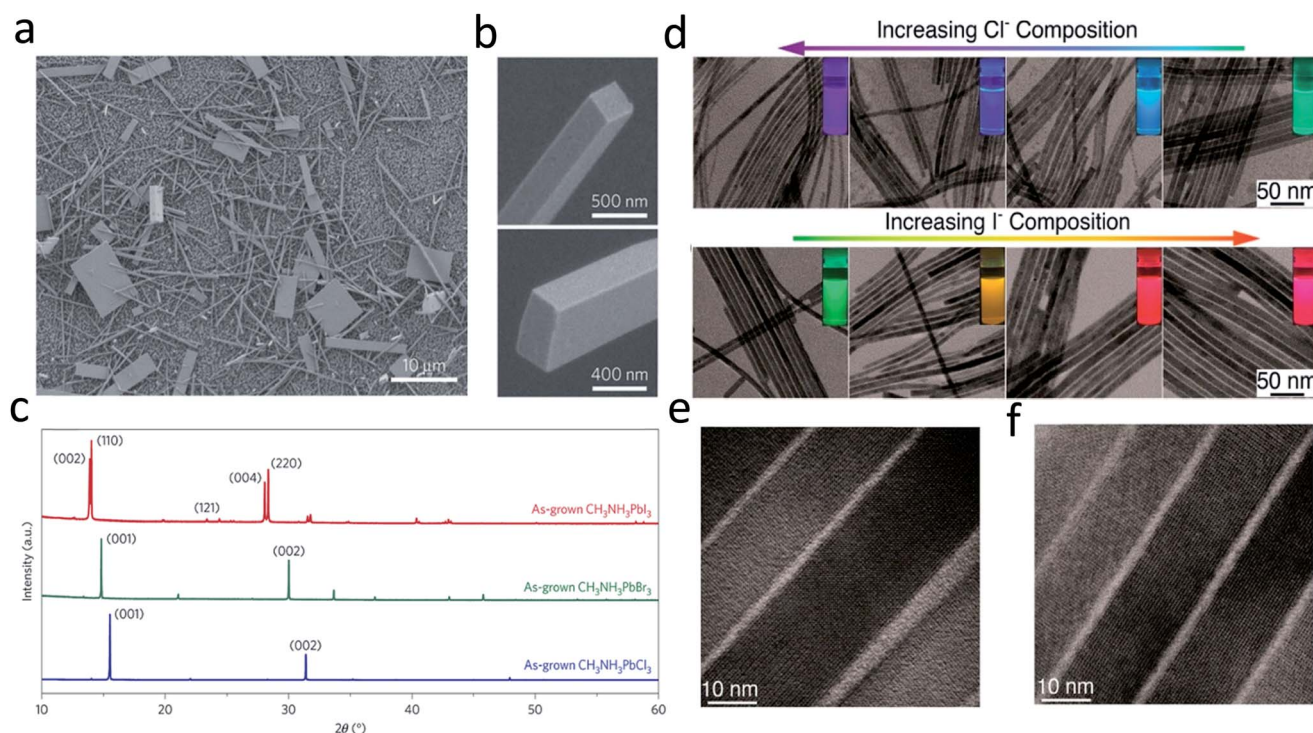 a
10 μm
b
500 nm
400 nm
c
(002)
(110)
(121)
(004)
(220)
As-grown CH₃NH₃PbI₃
(001)
(002)
As-grown CH₃NH₃PbBr₃
(001)
(002)
As-grown CH₃NH₃PbCl₃
Intensity (a.u.)
10
20
30
40
50
60
2θ (°)
d
Increasing Cl⁻ Composition
50 nm
Increasing I⁻ Composition
50 nm
e
10 nm
f
10 nm